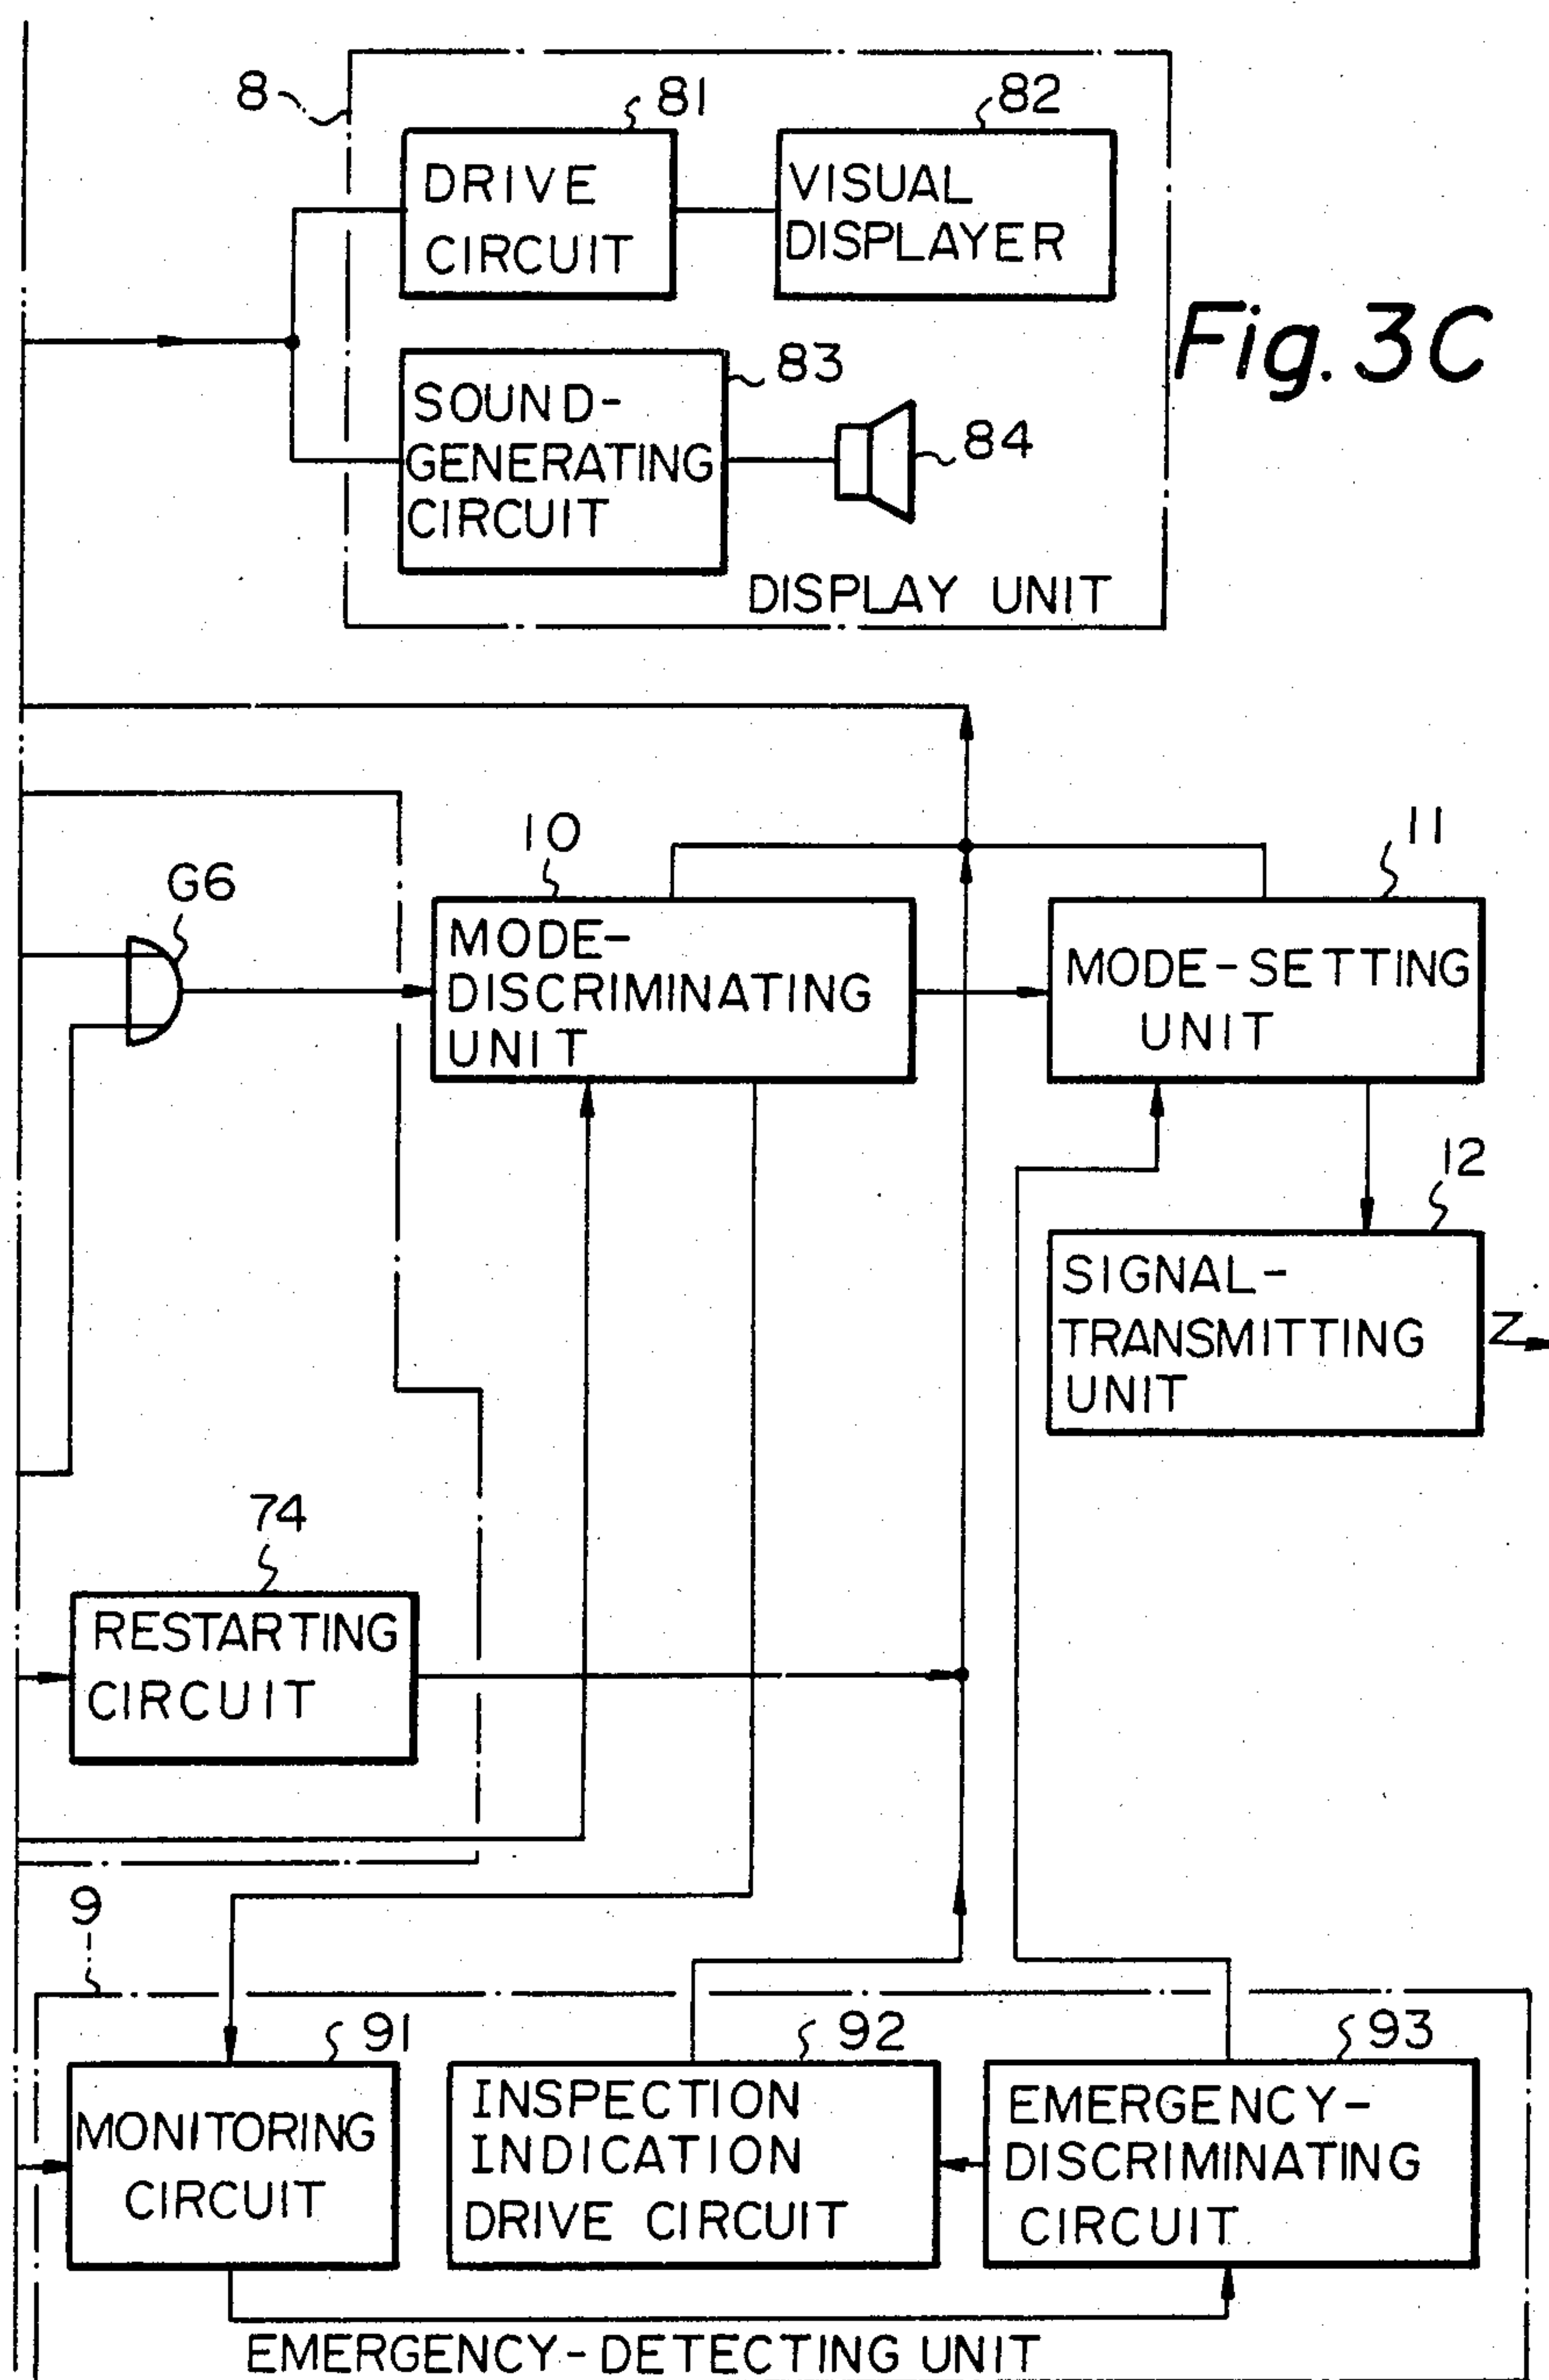 8
81
82
DRIVE
CIRCUIT
VISUAL
DISPLAYER
Fig. 3C
83
SOUND-
GENERATING
CIRCUIT
84
DISPLAY UNIT
10
11
G6
MODE-
DISCRIMINATING
UNIT
MODE-SETTING
UNIT
12
SIGNAL-
TRANSMITTING
UNIT
Z
74
RESTARTING
CIRCUIT
9
91
92
93
MONITORING
CIRCUIT
INSPECTION
INDICATION
DRIVE CIRCUIT
EMERGENCY-
DISCRIMINATING
CIRCUIT
EMERGENCY-DETECTING UNIT